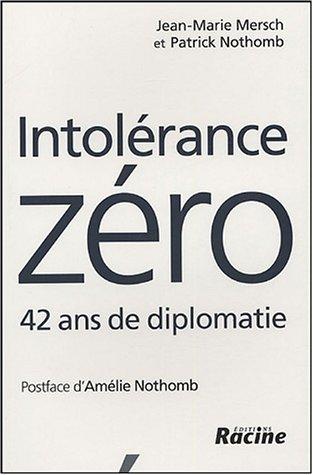 Jean-Marie Mersch
et Patrick Nothomb
Intolérance
zéro
42 ans de diplomatie
Postface d'Amélie Nothomb
ÉDITIONS
Racine